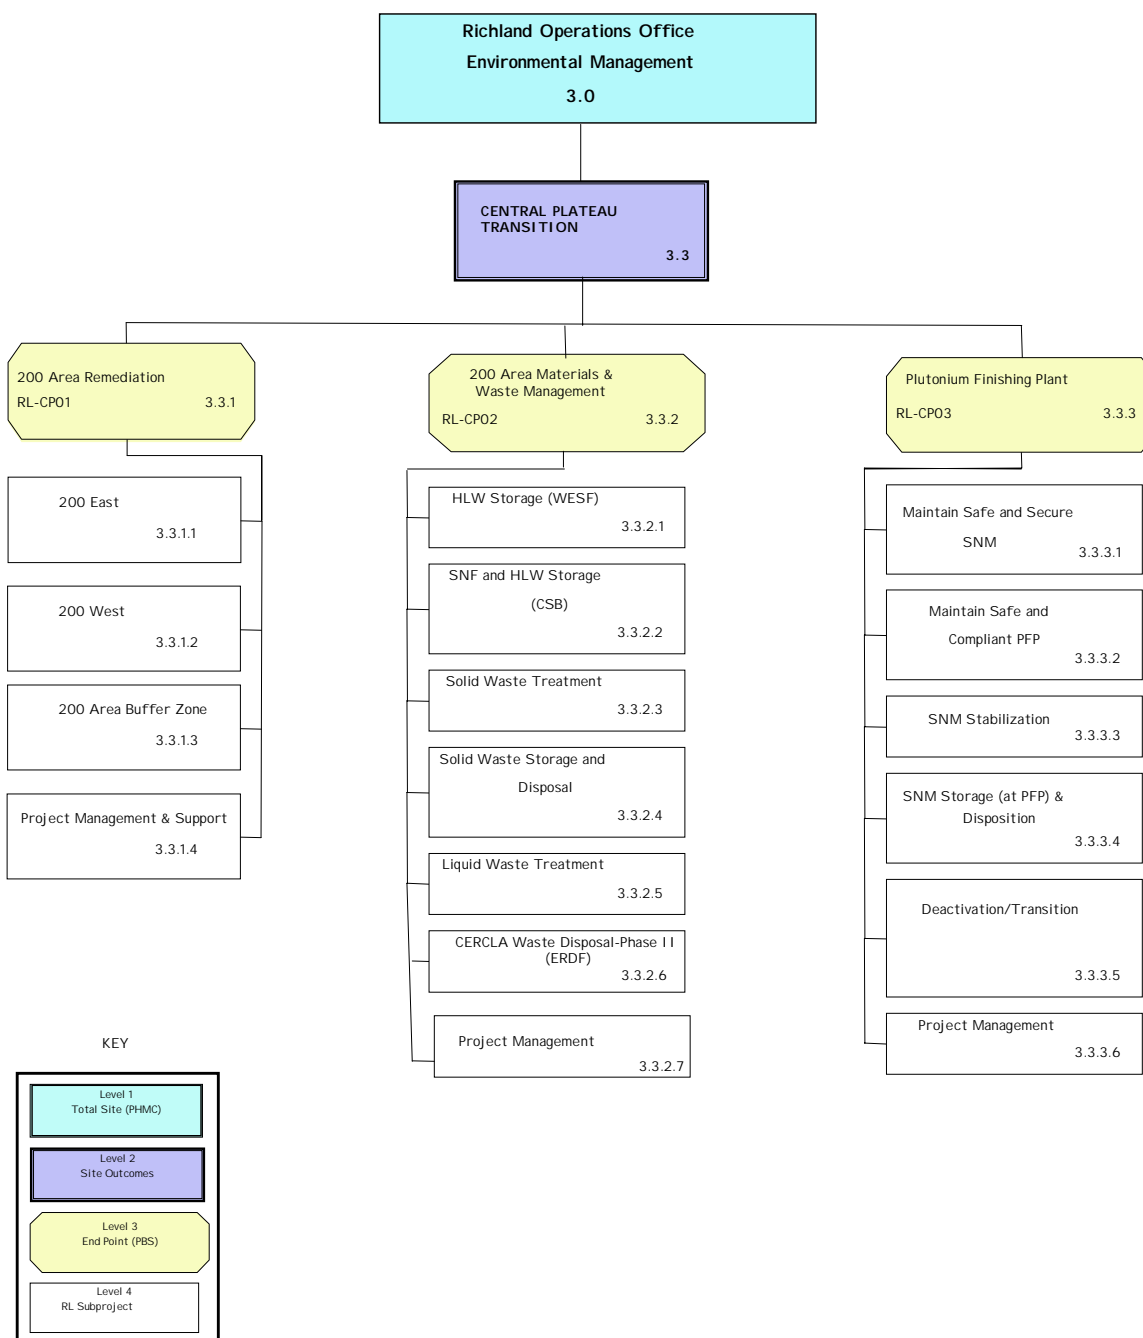 Richland Operations Office
Environmental Management
3.0
CENTRAL PLATEAU
TRANSITION
3.3
200 Area Remediation
RL-CP01 3.3.1
200 East
3.3.1.1
200 West
3.3.1.2
200 Area Buffer Zone
3.3.1.3
Project Management & Support
3.3.1.4
200 Area Materials &
Waste Management
RL-CP02 3.3.2
HLW Storage (WESF)
3.3.2.1
SNF and HLW Storage
(CSB)
3.3.2.2
Solid Waste Treatment
3.3.2.3
Solid Waste Storage and
Disposal
3.3.2.4
Liquid Waste Treatment
3.3.2.5
CERCLA Waste Disposal-Phase II
(ERDF)
3.3.2.6
Project Management
3.3.2.7
Plutonium Finishing Plant
RL-CP03 3.3.3
Maintain Safe and Secure
SNM
3.3.3.1
Maintain Safe and
Compliant PFP
3.3.3.2
SNM Stabilization
3.3.3.3
SNM Storage (at PFP) &
Disposition
3.3.3.4
Deactivation/Transition
3.3.3.5
Project Management
3.3.3.6
KEY
Level 1
Total Site (PHMC)
Level 2
Site Outcomes
Level 3
End Point (PBS)
Level 4
RL Subproject